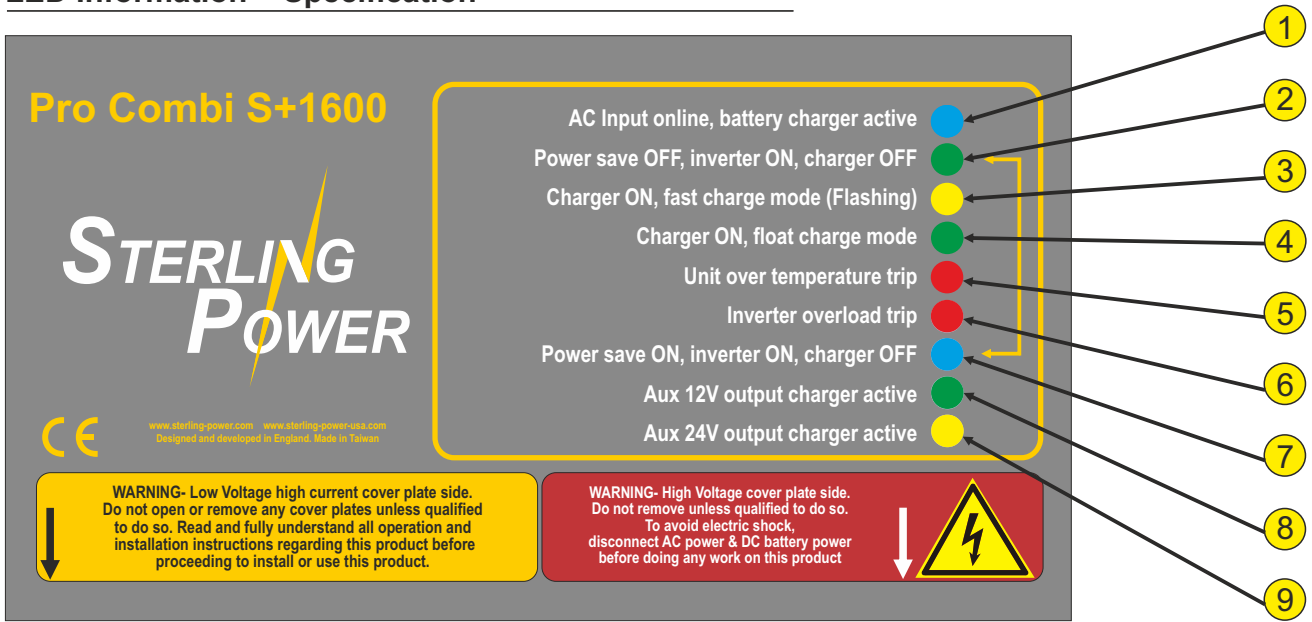 LED Information - Specification
Pro Combi S+1600
STERLING
POWER
www.sterling-power.com www.sterling-power-usa.com
Designed and developed in England. Made in Taiwan
AC Input online, battery charger active
Power save OFF, inverter ON, charger OFF
Charger ON, fast charge mode (Flashing)
Charger ON, float charge mode
Unit over temperature trip
Inverter overload trip
Power save ON, inverter ON, charger OFF
Aux 12V output charger active
Aux 24V output charger active
1
2
3
4
5
6
7
8
9
WARNING- Low Voltage high current cover plate side.
Do not open or remove any cover plates unless qualified
to do so. Read and fully understand all operation and
installation instructions regarding this product before
proceeding to install or use this product.
WARNING- High Voltage cover plate side.
Do not remove unless qualified to do so.
To avoid electric shock,
disconnect AC power & DC battery power
before doing any work on this product